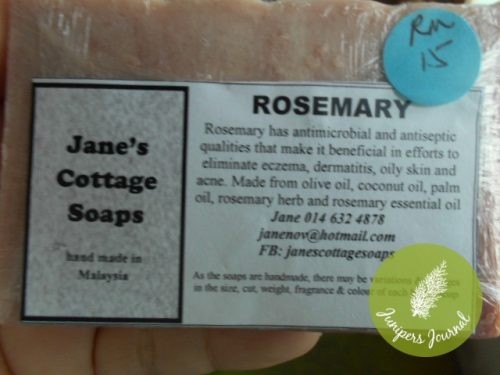 RM
15
Jane's
Cottage
Soaps
hand made in
Malaysia
ROSEMARY
Rosemary has antimicrobial and antiseptic
qualities that make it beneficial in efforts to
eliminate eczema, dermatitis, oily skin and
acne. Made from olive oil, coconut oil, palm
oil, rosemary herb and rosemary essential oil
Jane 014 632 4878
janenov@hotmail.com
FB: janescottagesoaps
As the soaps are handmade, there may be variations
in the size, cut, weight, fragrance & colour of each
Junipers Journal